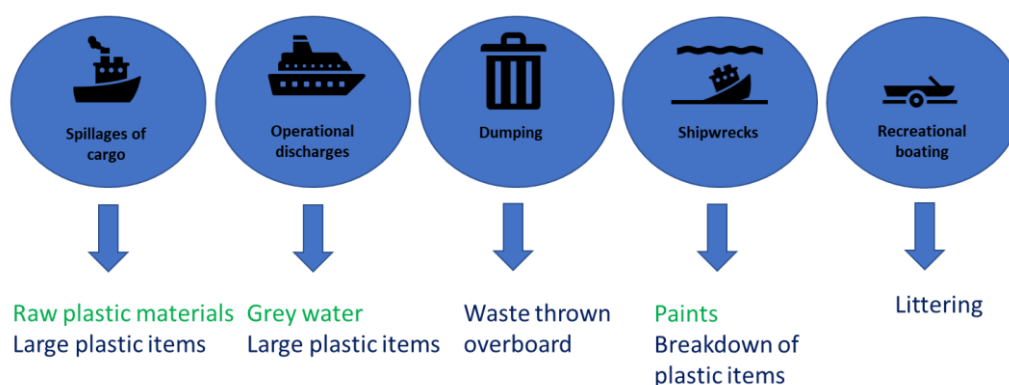 Spillages of
cargo
Operational
discharges
Dumping
Shipwrecks
Recreational
boating
Raw plastic materials
Large plastic items
Grey water
Large plastic items
Waste thrown
overboard
Paints
Breakdown of
plastic items
Littering